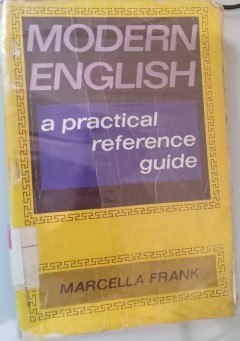 MODERN
ENGLISH
a practical
reference
guide
MARCELLA FRANK